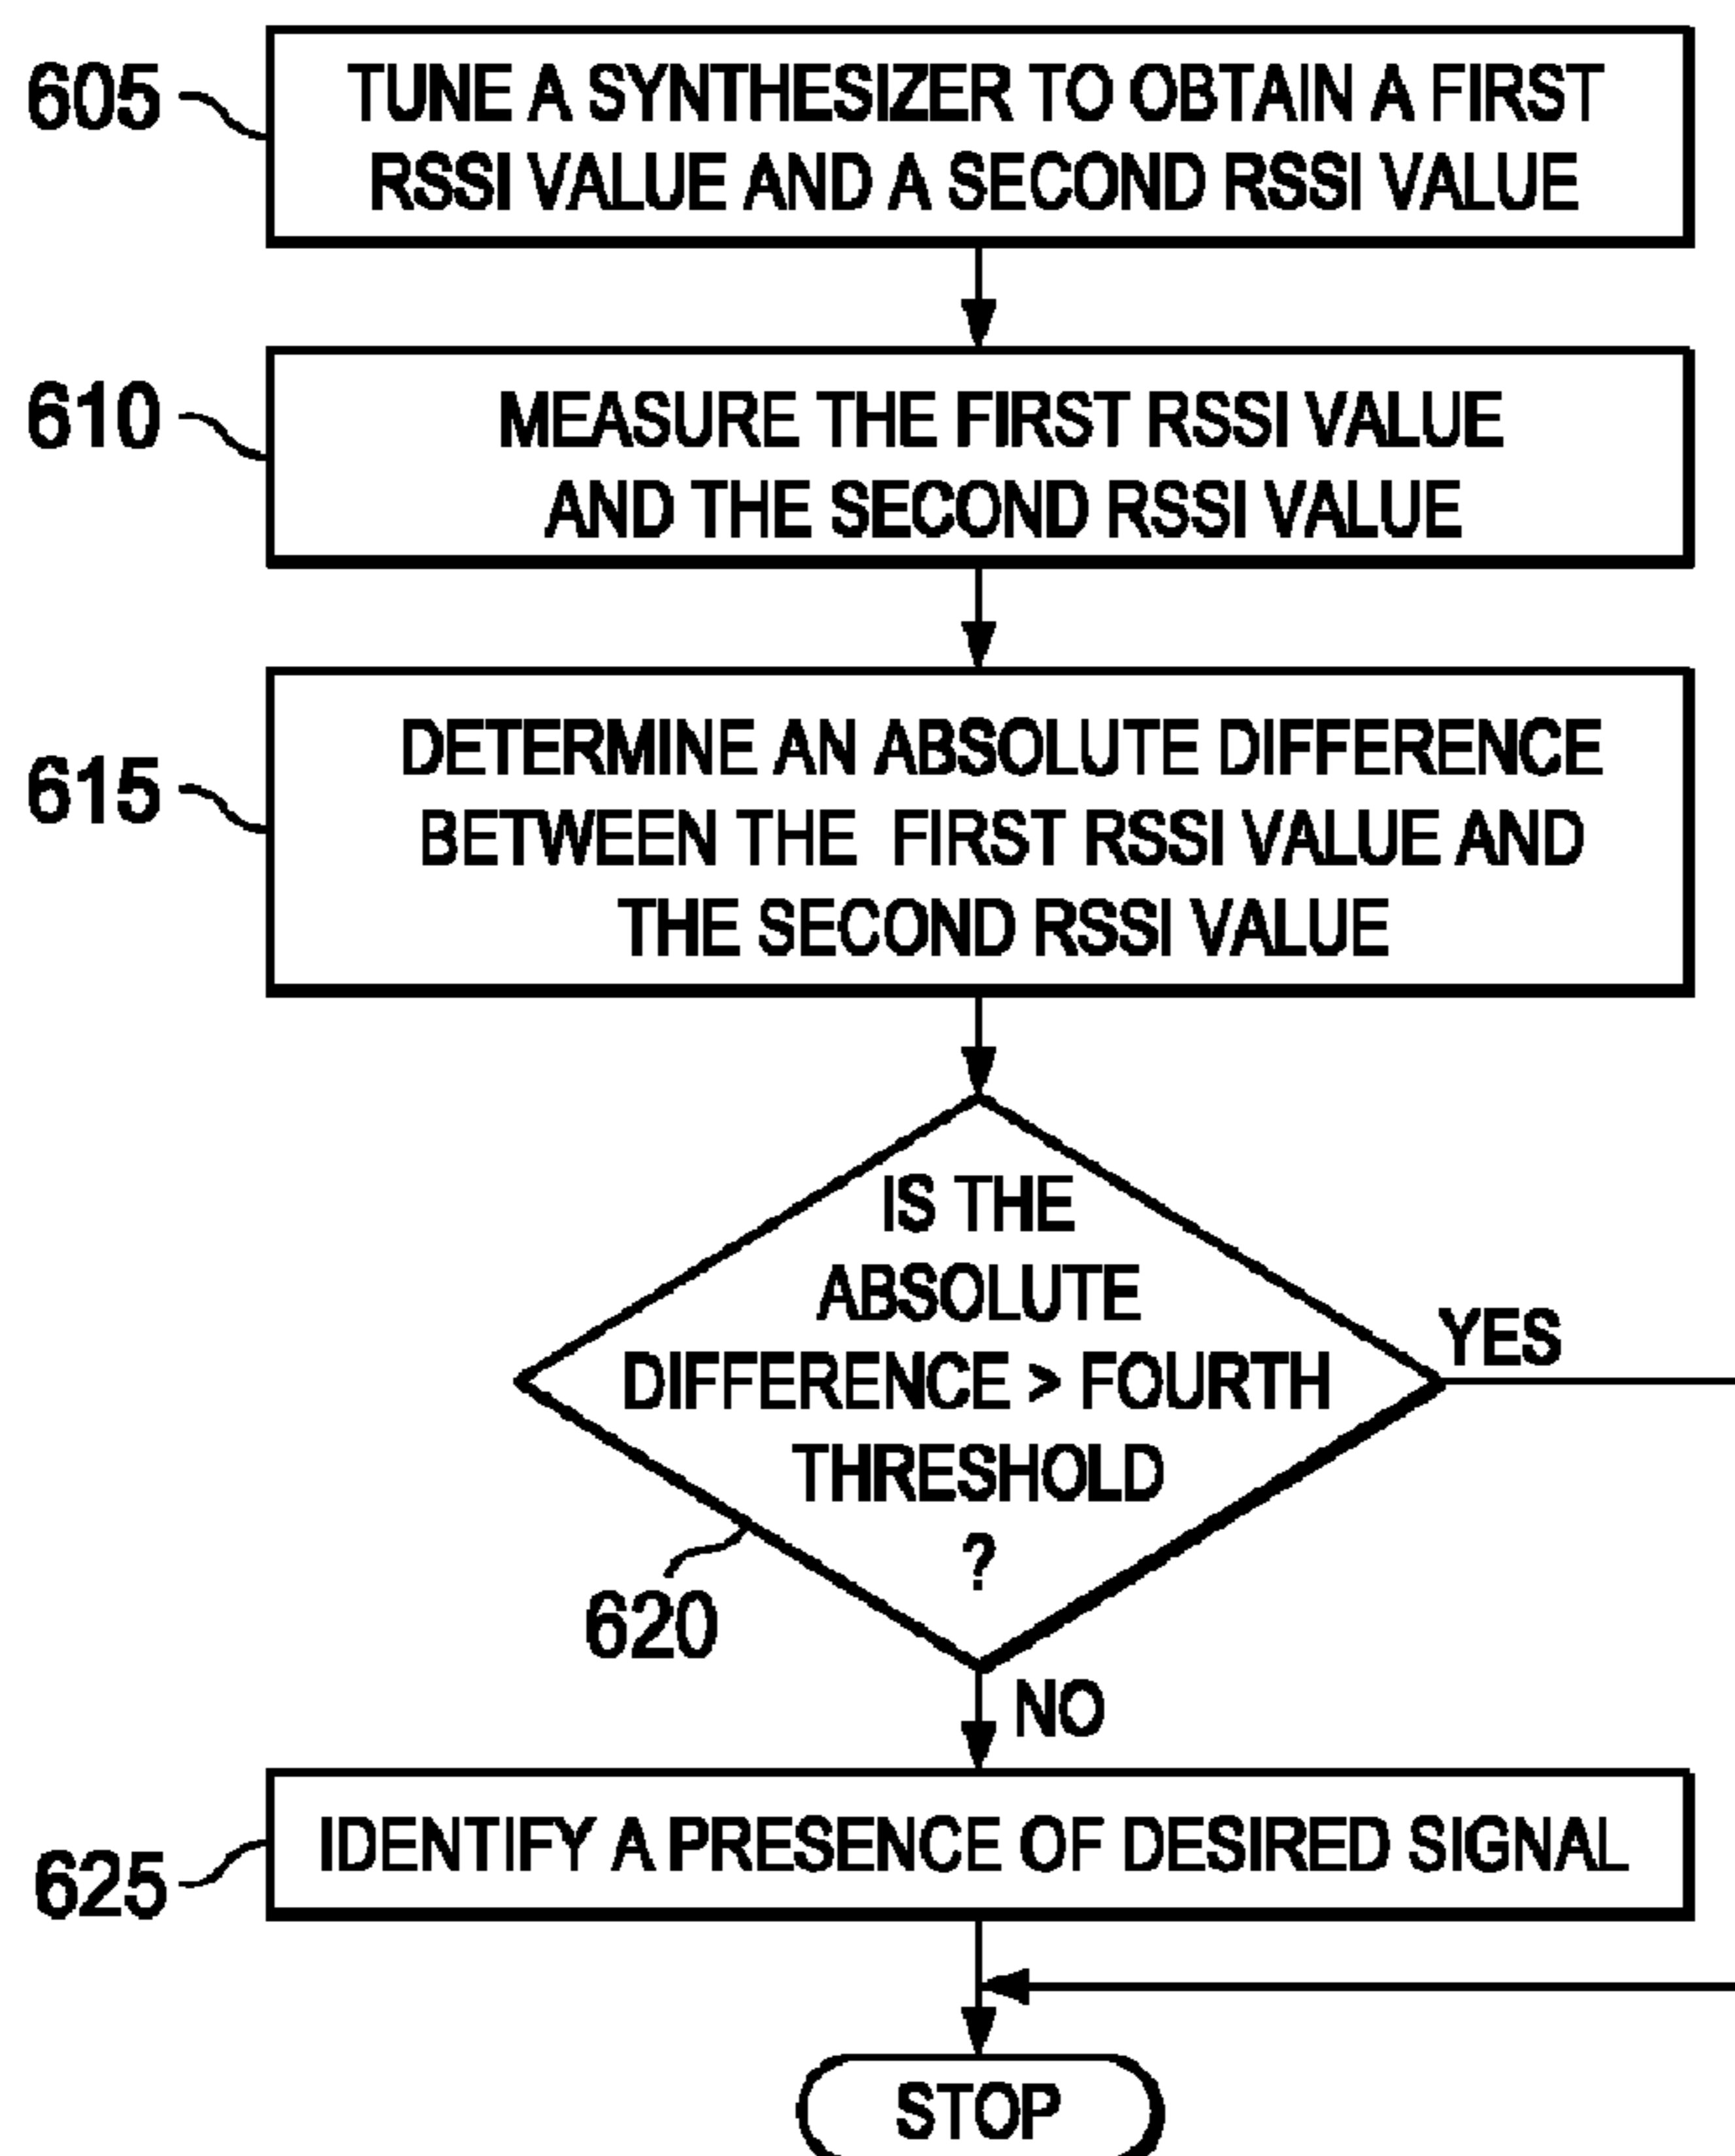 605
TUNE A SYNTHESIZER TO OBTAIN A FIRST
RSSI VALUE AND A SECOND RSSI VALUE
610
MEASURE THE FIRST RSSI VALUE
AND THE SECOND RSSI VALUE
615
DETERMINE AN ABSOLUTE DIFFERENCE
BETWEEN THE FIRST RSSI VALUE AND
THE SECOND RSSI VALUE
IS THE
ABSOLUTE
DIFFERENCE > FOURTH
THRESHOLD
?
YES
620
NO
625
IDENTIFY A PRESENCE OF DESIRED SIGNAL
STOP